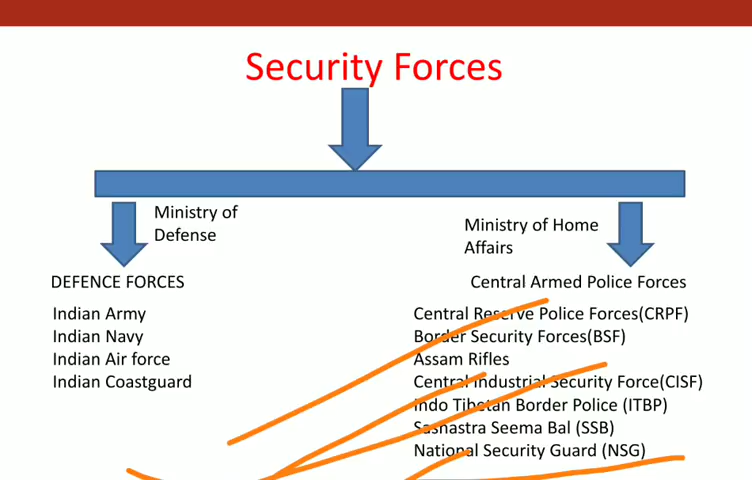 Security Forces
Ministry of
Defense
Ministry of Home
Affairs
DEFENCE FORCES
Central Armed Police Forces
Indian Army
Indian Navy
Indian Air force
Indian Coastguard
Central Reserve Police Forces(CRPF)
Border Security Forces(BSF)
Assam Rifles
Central Industrial Security Force(CISF)
Indo Tibetan Border Police (ITBP)
Sashastra Seema Bal (SSB)
National Security Guard (NSG)